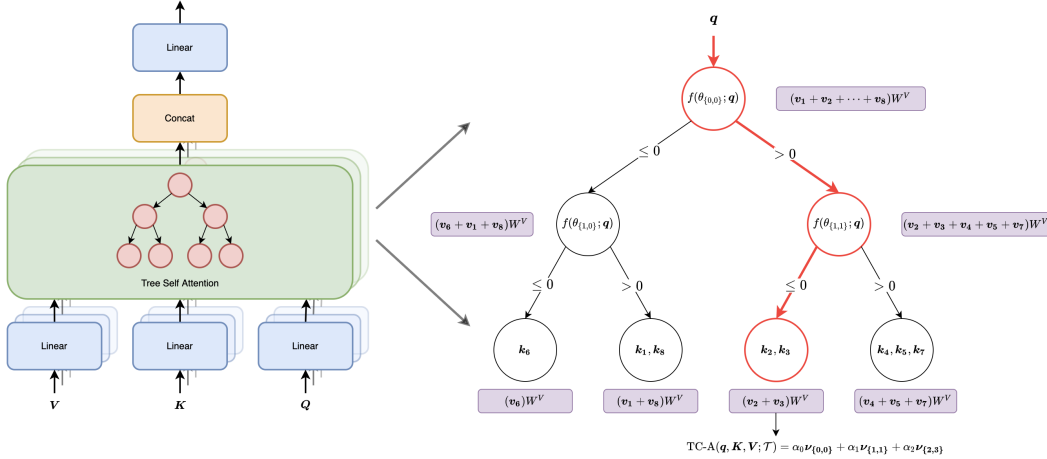 Linear
Concat
Tree Self Attention
Linear
Linear
Linear
V
K
Q
q
f(θ{0,0}; q)
(v1 + v2 + ⋯ + v8)W^V
≤ 0
> 0
(v6 + v1 + v8)W^V
f(θ{1,0}; q)
f(θ{1,1}; q)
(v2 + v3 + v4 + v5 + v7)W^V
≤ 0
> 0
≤ 0
> 0
k6
k1, k8
k2, k3
k4, k5, k7
(v6)W^V
(v1 + v8)W^V
(v2 + v3)W^V
(v4 + v5 + v7)W^V
TC-A(q, K, V; 𝒯) = α0ν{0,0} + α1ν{1,1} + α2ν{2,3}